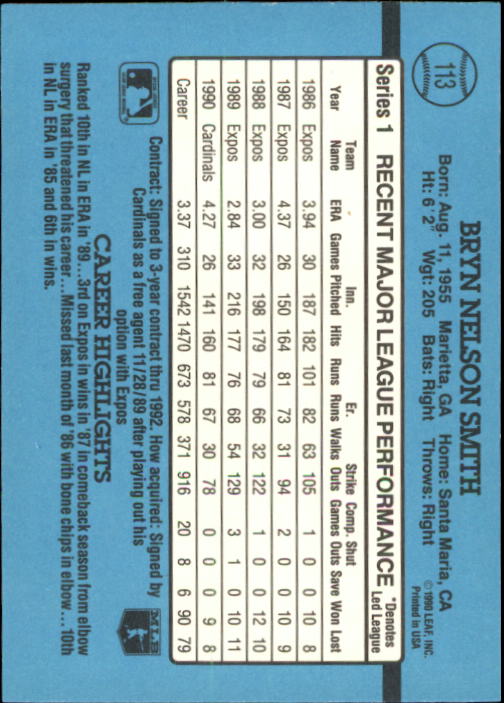 113
BRYN NELSON SMITH
Born: Aug. 11, 1955 Marietta, GA Home: Santa Maria, CA
Ht: 6' 2" Wgt: 205 Bats: Right Throws: Right
© 1990 LEAF, INC.
Printed in USA
Series 1 RECENT MAJOR LEAGUE PERFORMANCE *Denotes Led League
Team Inn. Er. Strike Comp. Shut
Year Name ERA Games Pitched Hits Runs Runs Walks Outs Games Outs Save Won Lost
1986 Expos 3.94 30 187 182 101 82 63 105 1 0 0 10 8
1987 Expos 4.37 26 150 164 81 73 31 94 2 0 0 10 9
1988 Expos 3.00 32 198 179 79 66 32 122 1 0 0 12 10
1989 Expos 2.84 33 216 177 76 68 54 129 3 1 0 10 11
1990 Cardinals 4.27 26 141 160 81 67 30 78 0 0 0 9 8
Career 3.37 310 1542 1470 673 578 371 916 20 8 6 90 79
Contract: Signed to 3-year contract thru 1992. How acquired: Signed by
Cardinals as a free agent 11/28/89 after playing out his
option with Expos
MLB
CAREER HIGHLIGHTS
Ranked 10th in NL in ERA in '89... 3rd on Expos in wins in '87 in comeback season from elbow
surgery that threatened his career... Missed last month of '86 with bone chips in elbow... 10th
in NL in ERA in '85 and 6th in wins.